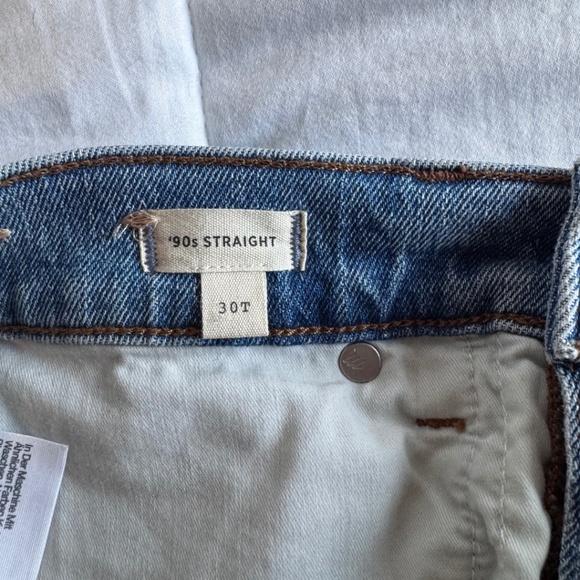 '90s STRAIGHT
30T
In Der Maschine Mit
Ähnlichen Farben
Waschen